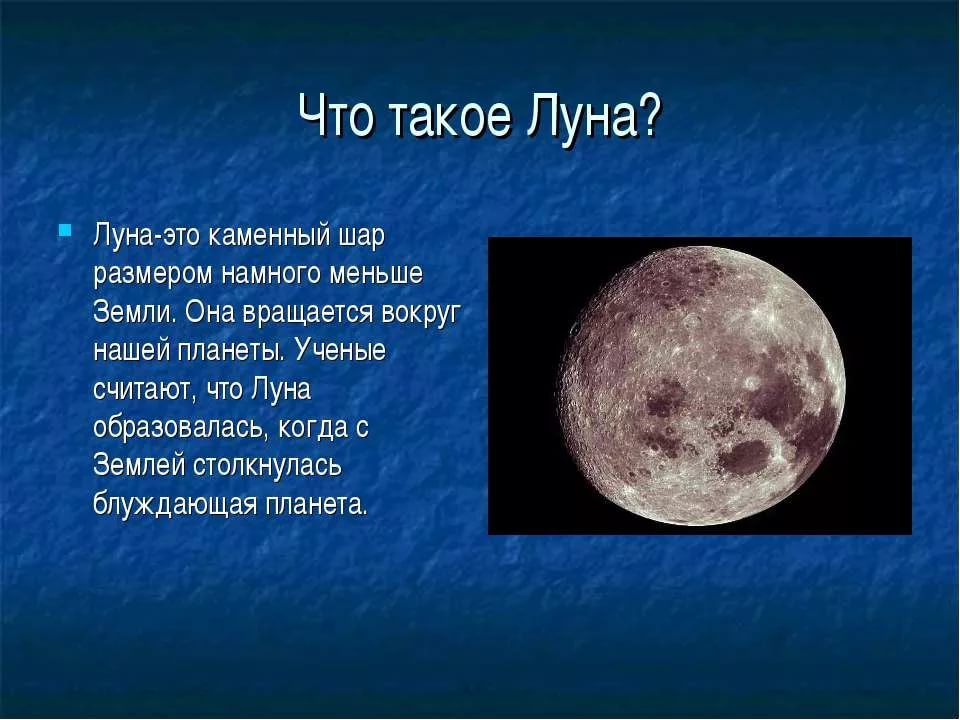 Что такое Луна?
Луна-это каменный шар
размером намного меньше
Земли. Она вращается вокруг
нашей планеты. Ученые
считают, что Луна
образовалась, когда с
Землей столкнулась
блуждающая планета.